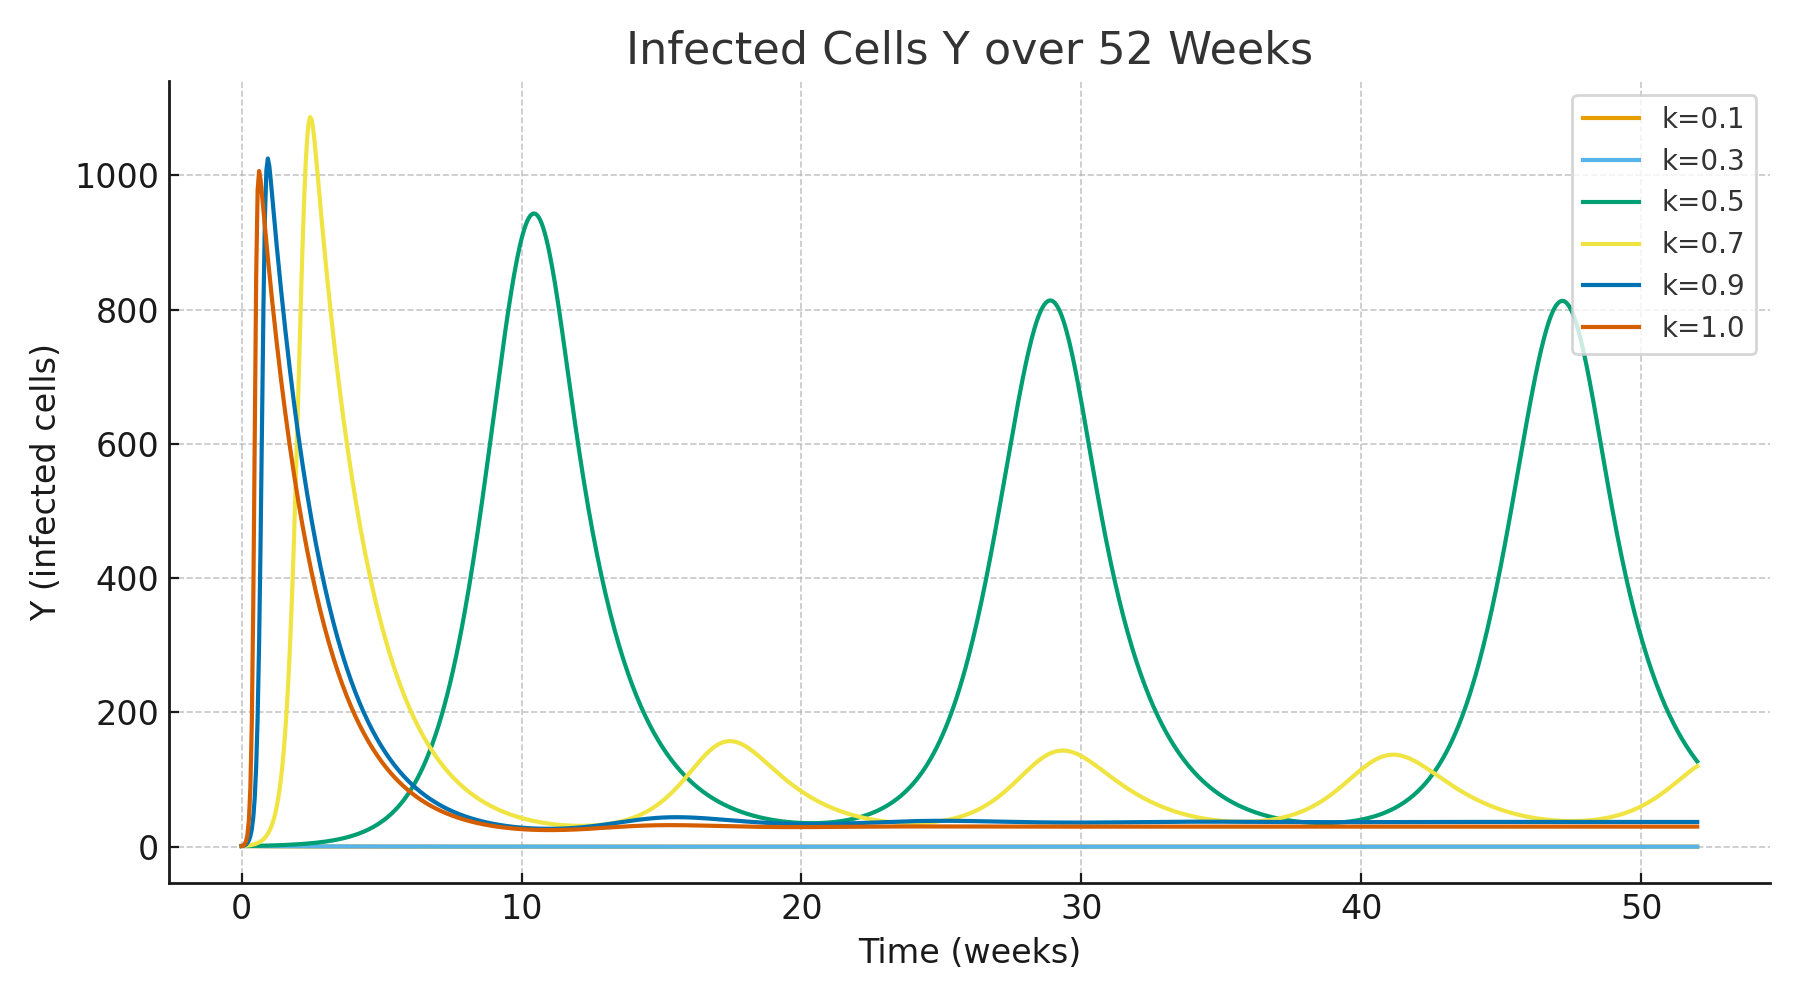 Infected Cells Y over 52 Weeks
k=0.1
k=0.3
k=0.5
k=0.7
k=0.9
k=1.0
1000
800
600
400
200
0
Y (infected cells)
0 10 20 30 40 50
Time (weeks)